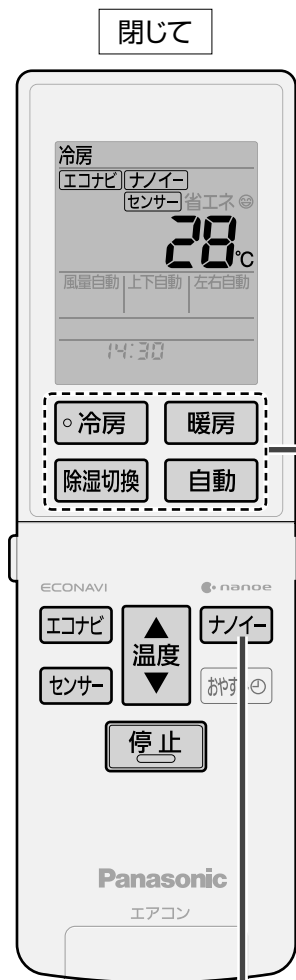 閉じて
冷房
エコナビ ナノイー
センサー 省エネ
28℃
風量自動 上下自動 左右自動
14:30
冷房 暖房
除湿切換 自動
ECONAVI nanoe
エコナビ ▲ ナノイー
温度
センサー ▼ おやすみ
停止
Panasonic
エアコン